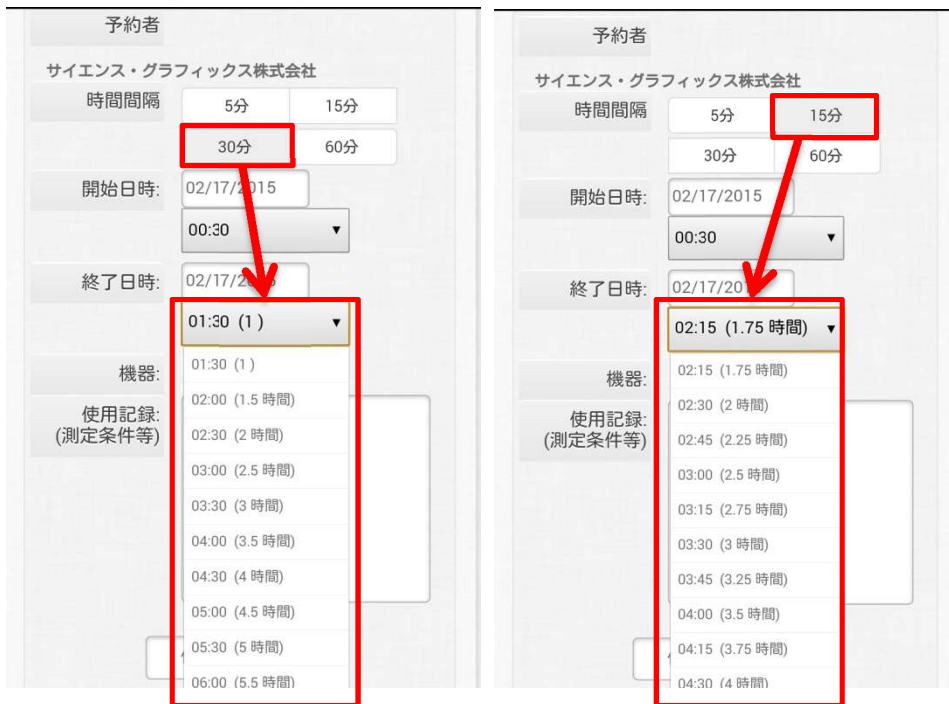 予約者
サイエンス・グラフィックス株式会社
時間間隔 5分 15分
30分 60分
開始日時: 02/17/2015
00:30 ▼
終了日時: 02/17/2015
01:30 (1 ) ▼
01:30 (1 )
機器:
02:00 (1.5 時間)
使用記録:
(測定条件等)
02:30 (2 時間)
03:00 (2.5 時間)
03:30 (3 時間)
04:00 (3.5 時間)
04:30 (4 時間)
05:00 (4.5 時間)
05:30 (5 時間)
06:00 (5.5 時間)
予約者
サイエンス・グラフィックス株式会社
時間間隔 5分 15分
30分 60分
開始日時: 02/17/2015
00:30 ▼
終了日時: 02/17/201
02:15 (1.75 時間) ▼
02:15 (1.75 時間)
機器:
02:30 (2 時間)
使用記録:
(測定条件等)
02:45 (2.25 時間)
03:00 (2.5 時間)
03:15 (2.75 時間)
03:30 (3 時間)
03:45 (3.25 時間)
04:00 (3.5 時間)
04:15 (3.75 時間)
04:30 (4 時間)